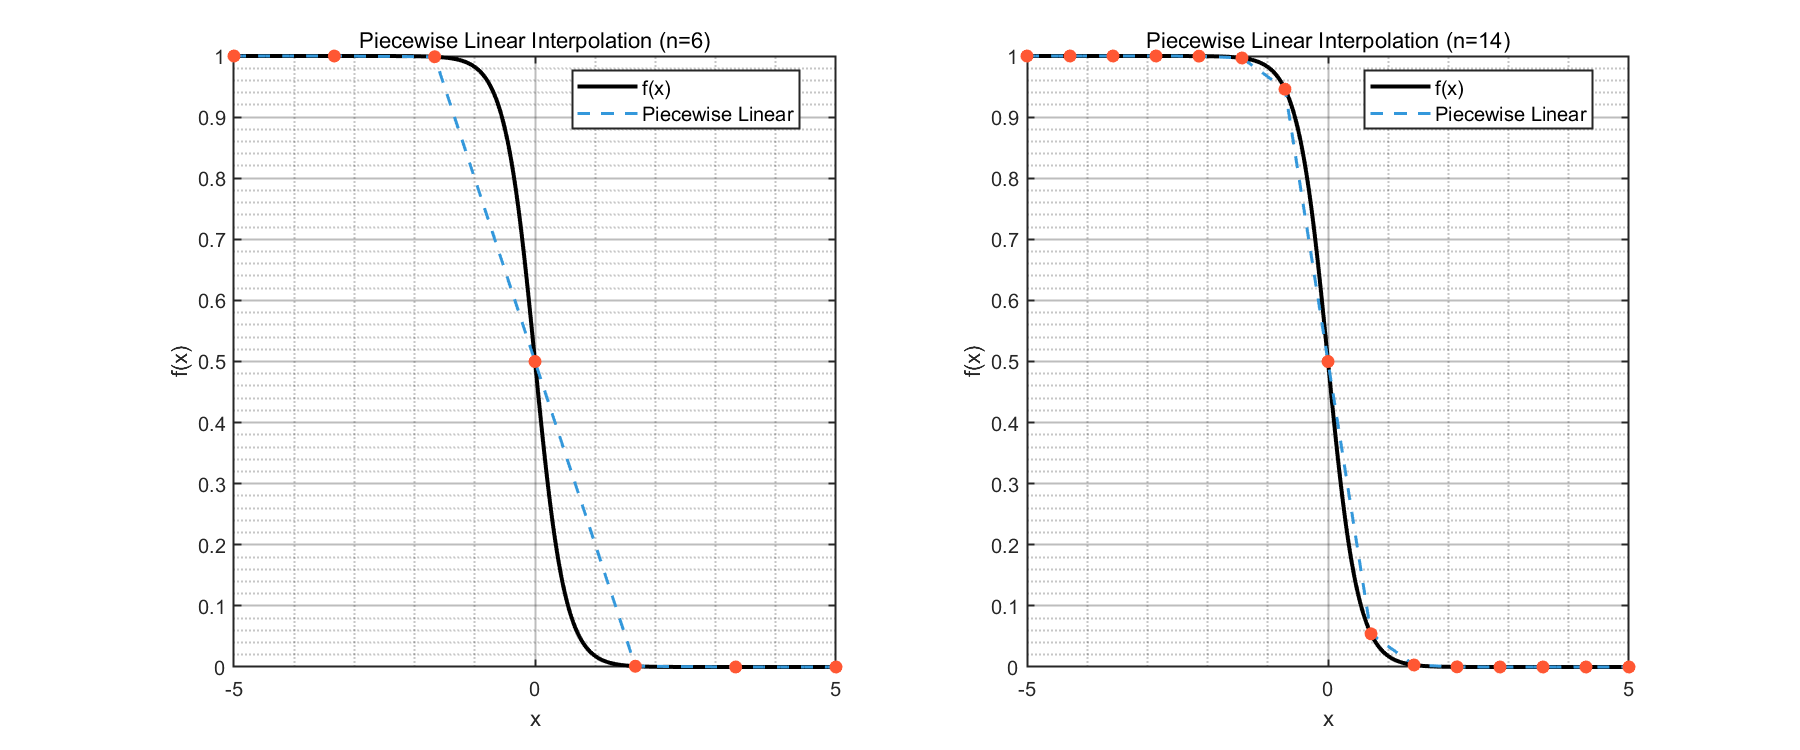 Piecewise Linear Interpolation (n=6)
f(x)
Piecewise Linear
1
0.9
0.8
0.7
0.6
0.5
0.4
0.3
0.2
0.1
0
f(x)
-5
0
5
x
Piecewise Linear Interpolation (n=14)
f(x)
Piecewise Linear
1
0.9
0.8
0.7
0.6
0.5
0.4
0.3
0.2
0.1
0
f(x)
-5
0
5
x